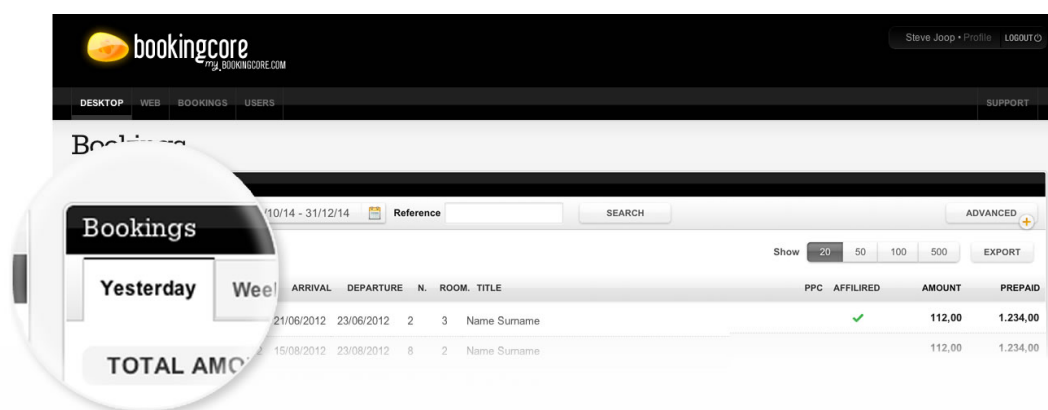 bookingcore
my.BOOKINGCORE.COM
Steve Joop • Profile LOGOUT
DESKTOP WEB BOOKINGS USERS SUPPORT
Bookings
10/14 - 31/12/14 Reference SEARCH ADVANCED
Bookings
Show 20 50 100 500 EXPORT
Yesterday
ARRIVAL DEPARTURE N. ROOM. TITLE PPC AFFILIRED AMOUNT PREPAID
21/06/2012 23/06/2012 2 3 Name Surname 112,00 1.234,00
15/08/2012 23/08/2012 8 2 Name Surname 112,00 1.234,00
TOTAL